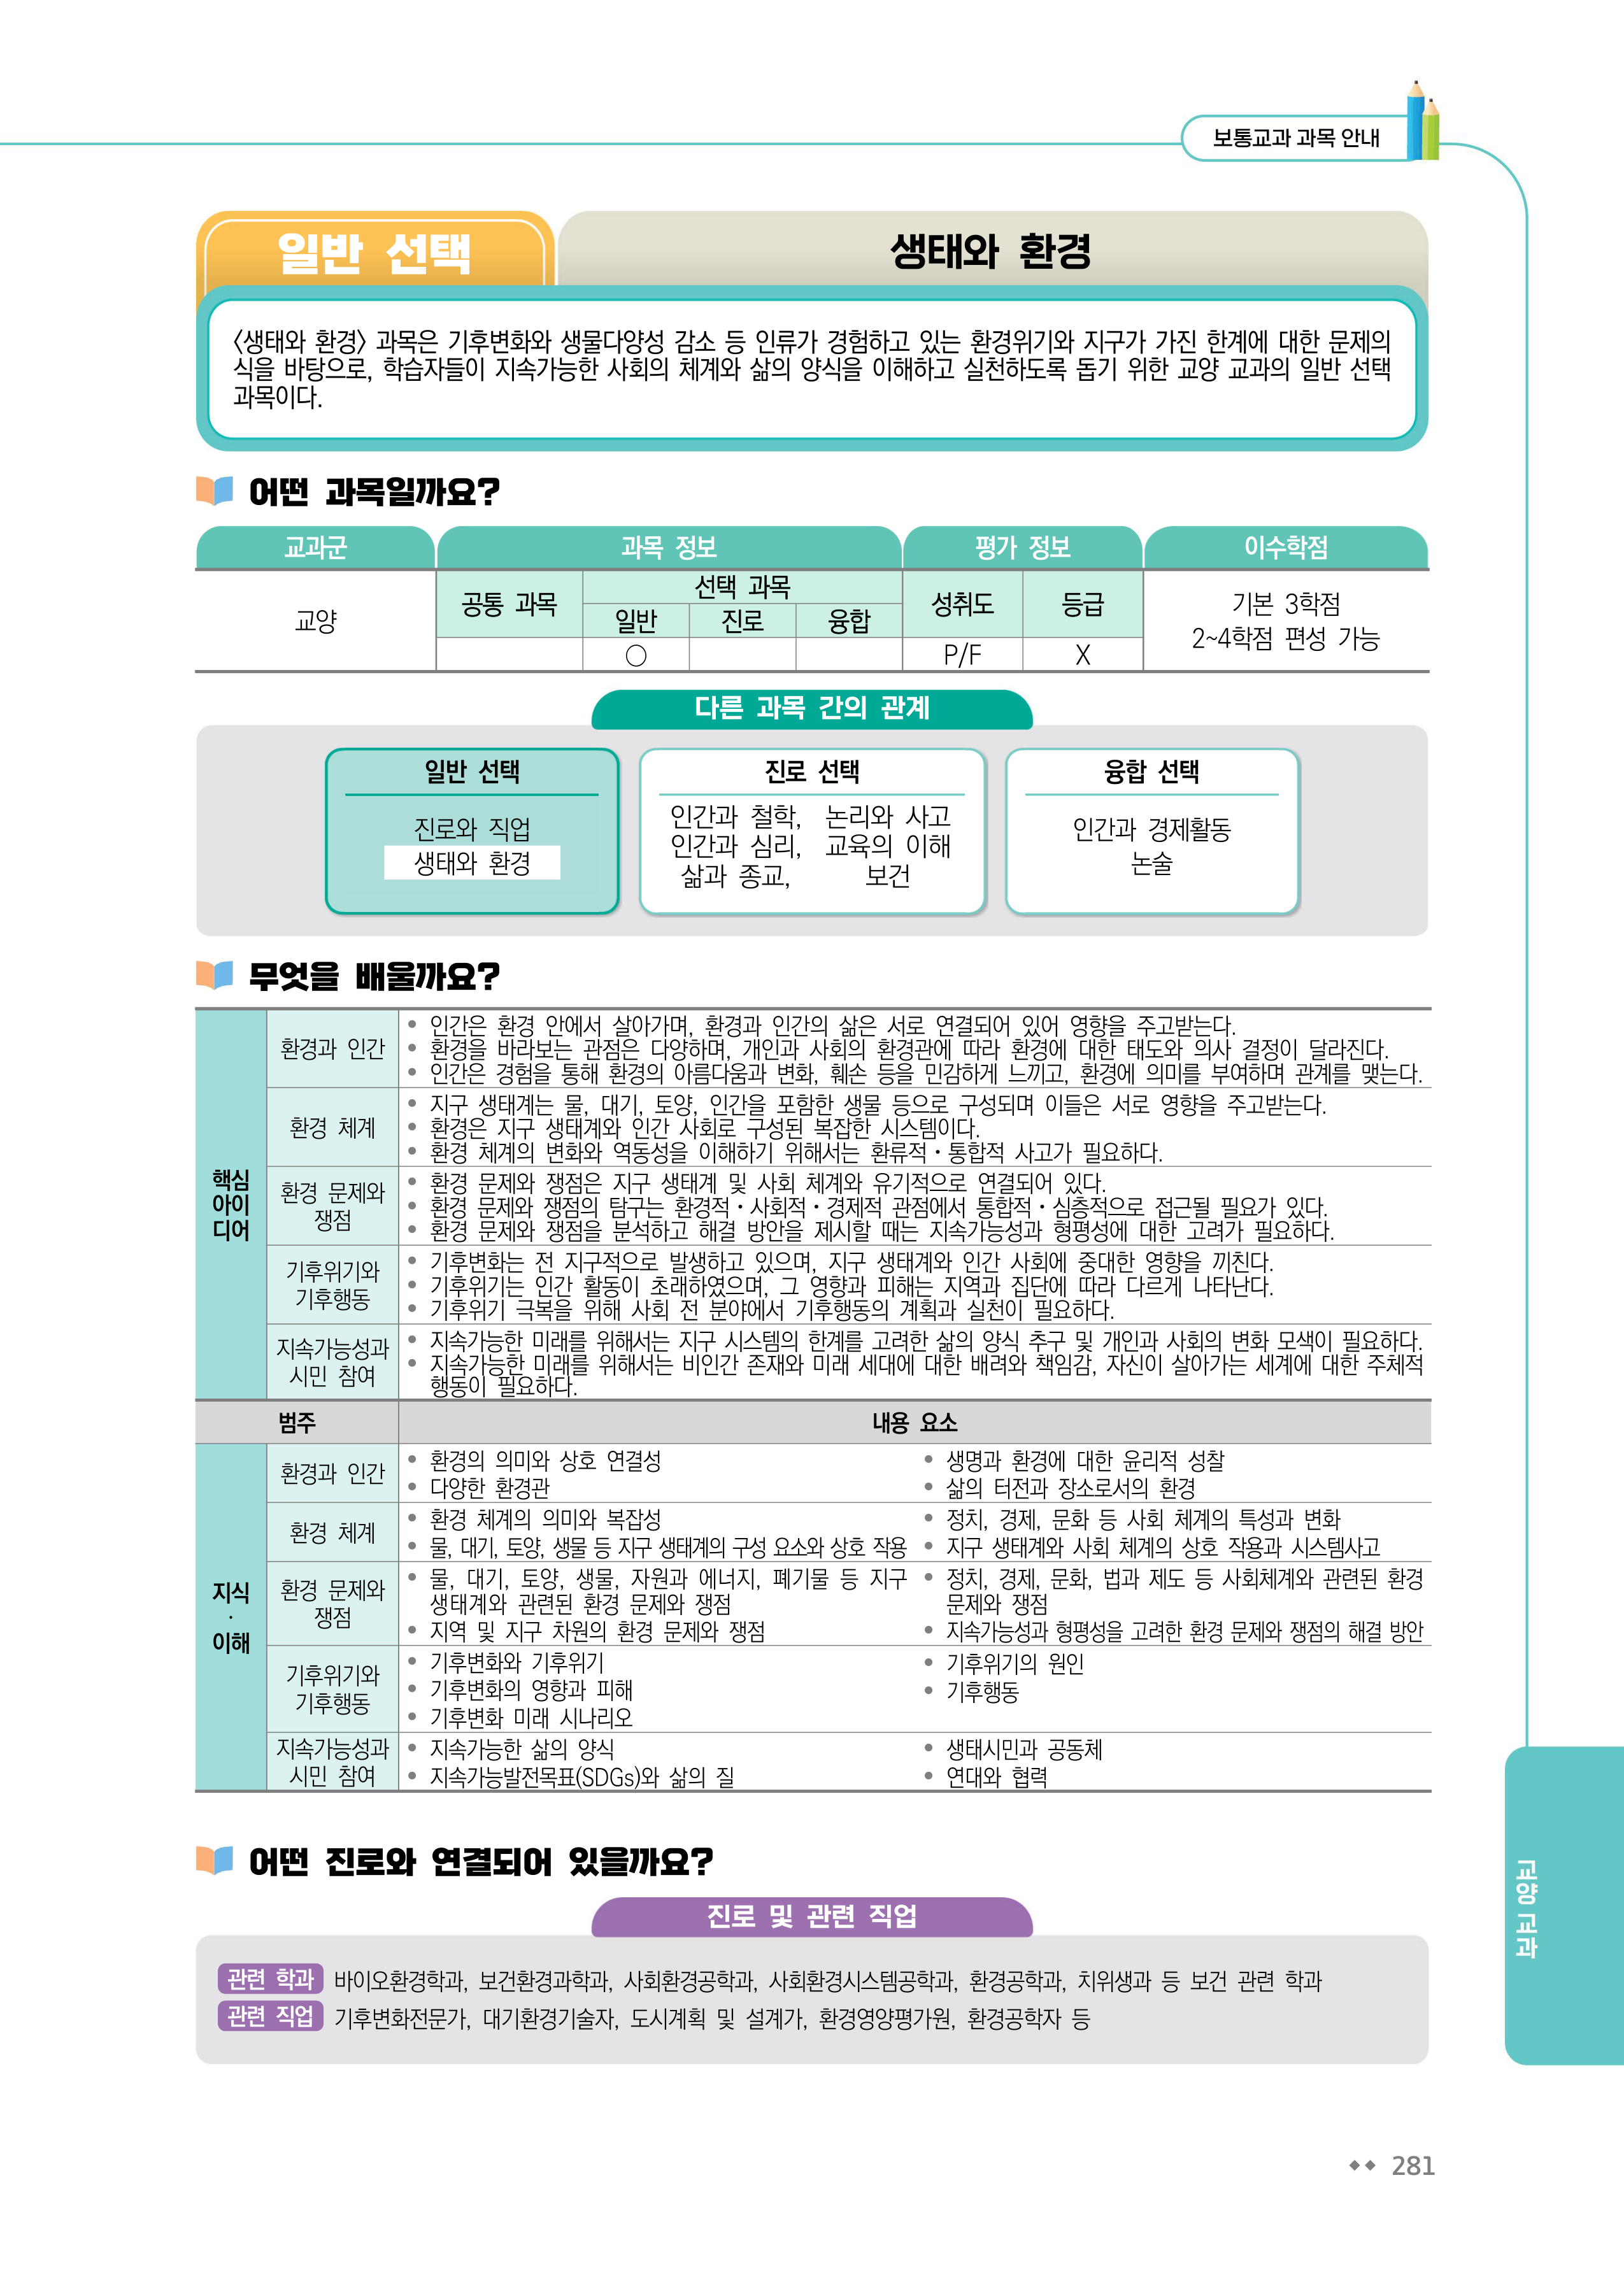 보통교과 과목 안내
일반 선택
생태와 환경
〈생태와 환경〉 과목은 기후변화와 생물다양성 감소 등 인류가 경험하고 있는 환경위기와 지구가 가진 한계에 대한 문제의
식을 바탕으로, 학습자들이 지속가능한 사회의 체계와 삶의 양식을 이해하고 실천하도록 돕기 위한 교양 교과의 일반 선택
과목이다.
어떤 과목일까요?
교과군 과목 정보 평가 정보 이수학점
교양
공통 과목
선택 과목
일반 진로 융합
성취도 등급
○ P/F X
기본 3학점
2~4학점 편성 가능
다른 과목 간의 관계
일반 선택
진로와 직업
생태와 환경
진로 선택
인간과 철학, 논리와 사고
인간과 심리, 교육의 이해
삶과 종교, 보건
융합 선택
인간과 경제활동
논술
무엇을 배울까요?
핵심
아이
디어
환경과 인간
• 인간은 환경 안에서 살아가며, 환경과 인간의 삶은 서로 연결되어 있어 영향을 주고받는다.
• 환경을 바라보는 관점은 다양하며, 개인과 사회의 환경관에 따라 환경에 대한 태도와 의사 결정이 달라진다.
• 인간은 경험을 통해 환경의 아름다움과 변화, 훼손 등을 민감하게 느끼고, 환경에 의미를 부여하며 관계를 맺는다.
환경 체계
• 지구 생태계는 물, 대기, 토양, 인간을 포함한 생물 등으로 구성되며 이들은 서로 영향을 주고받는다.
• 환경은 지구 생태계와 인간 사회로 구성된 복잡한 시스템이다.
• 환경 체계의 변화와 역동성을 이해하기 위해서는 환류적・통합적 사고가 필요하다.
환경 문제와
쟁점
• 환경 문제와 쟁점은 지구 생태계 및 사회 체계와 유기적으로 연결되어 있다.
• 환경 문제와 쟁점의 탐구는 환경적・사회적・경제적 관점에서 통합적・심층적으로 접근될 필요가 있다.
• 환경 문제와 쟁점을 분석하고 해결 방안을 제시할 때는 지속가능성과 형평성에 대한 고려가 필요하다.
기후위기와
기후행동
• 기후변화는 전 지구적으로 발생하고 있으며, 지구 생태계와 인간 사회에 중대한 영향을 끼친다.
• 기후위기는 인간 활동이 초래하였으며, 그 영향과 피해는 지역과 집단에 따라 다르게 나타난다.
• 기후위기 극복을 위해 사회 전 분야에서 기후행동의 계획과 실천이 필요하다.
지속가능성과
시민 참여
• 지속가능한 미래를 위해서는 지구 시스템의 한계를 고려한 삶의 양식 추구 및 개인과 사회의 변화 모색이 필요하다.
• 지속가능한 미래를 위해서는 비인간 존재와 미래 세대에 대한 배려와 책임감, 자신이 살아가는 세계에 대한 주체적
행동이 필요하다.
범주 내용 요소
지식
·
이해
환경과 인간
• 환경의 의미와 상호 연결성
• 다양한 환경관
• 생명과 환경에 대한 윤리적 성찰
• 삶의 터전과 장소로서의 환경
환경 체계
• 환경 체계의 의미와 복잡성
• 물, 대기, 토양, 생물 등 지구 생태계의 구성 요소와 상호 작용
• 정치, 경제, 문화 등 사회 체계의 특성과 변화
• 지구 생태계와 사회 체계의 상호 작용과 시스템사고
환경 문제와
쟁점
• 물, 대기, 토양, 생물, 자원과 에너지, 폐기물 등 지구
생태계와 관련된 환경 문제와 쟁점
• 지역 및 지구 차원의 환경 문제와 쟁점
• 정치, 경제, 문화, 법과 제도 등 사회체계와 관련된 환경
문제와 쟁점
• 지속가능성과 형평성을 고려한 환경 문제와 쟁점의 해결 방안
기후위기와
기후행동
• 기후변화와 기후위기
• 기후변화의 영향과 피해
• 기후변화 미래 시나리오
• 기후위기의 원인
• 기후행동
지속가능성과
시민 참여
• 지속가능한 삶의 양식
• 지속가능발전목표(SDGs)와 삶의 질
• 생태시민과 공동체
• 연대와 협력
어떤 진로와 연결되어 있을까요?
진로 및 관련 직업
관련 학과 바이오환경학과, 보건환경과학과, 사회환경공학과, 사회환경시스템공학과, 환경공학과, 치위생과 등 보건 관련 학과
관련 직업 기후변화전문가, 대기환경기술자, 도시계획 및 설계가, 환경영양평가원, 환경공학자 등
교양 교과
281